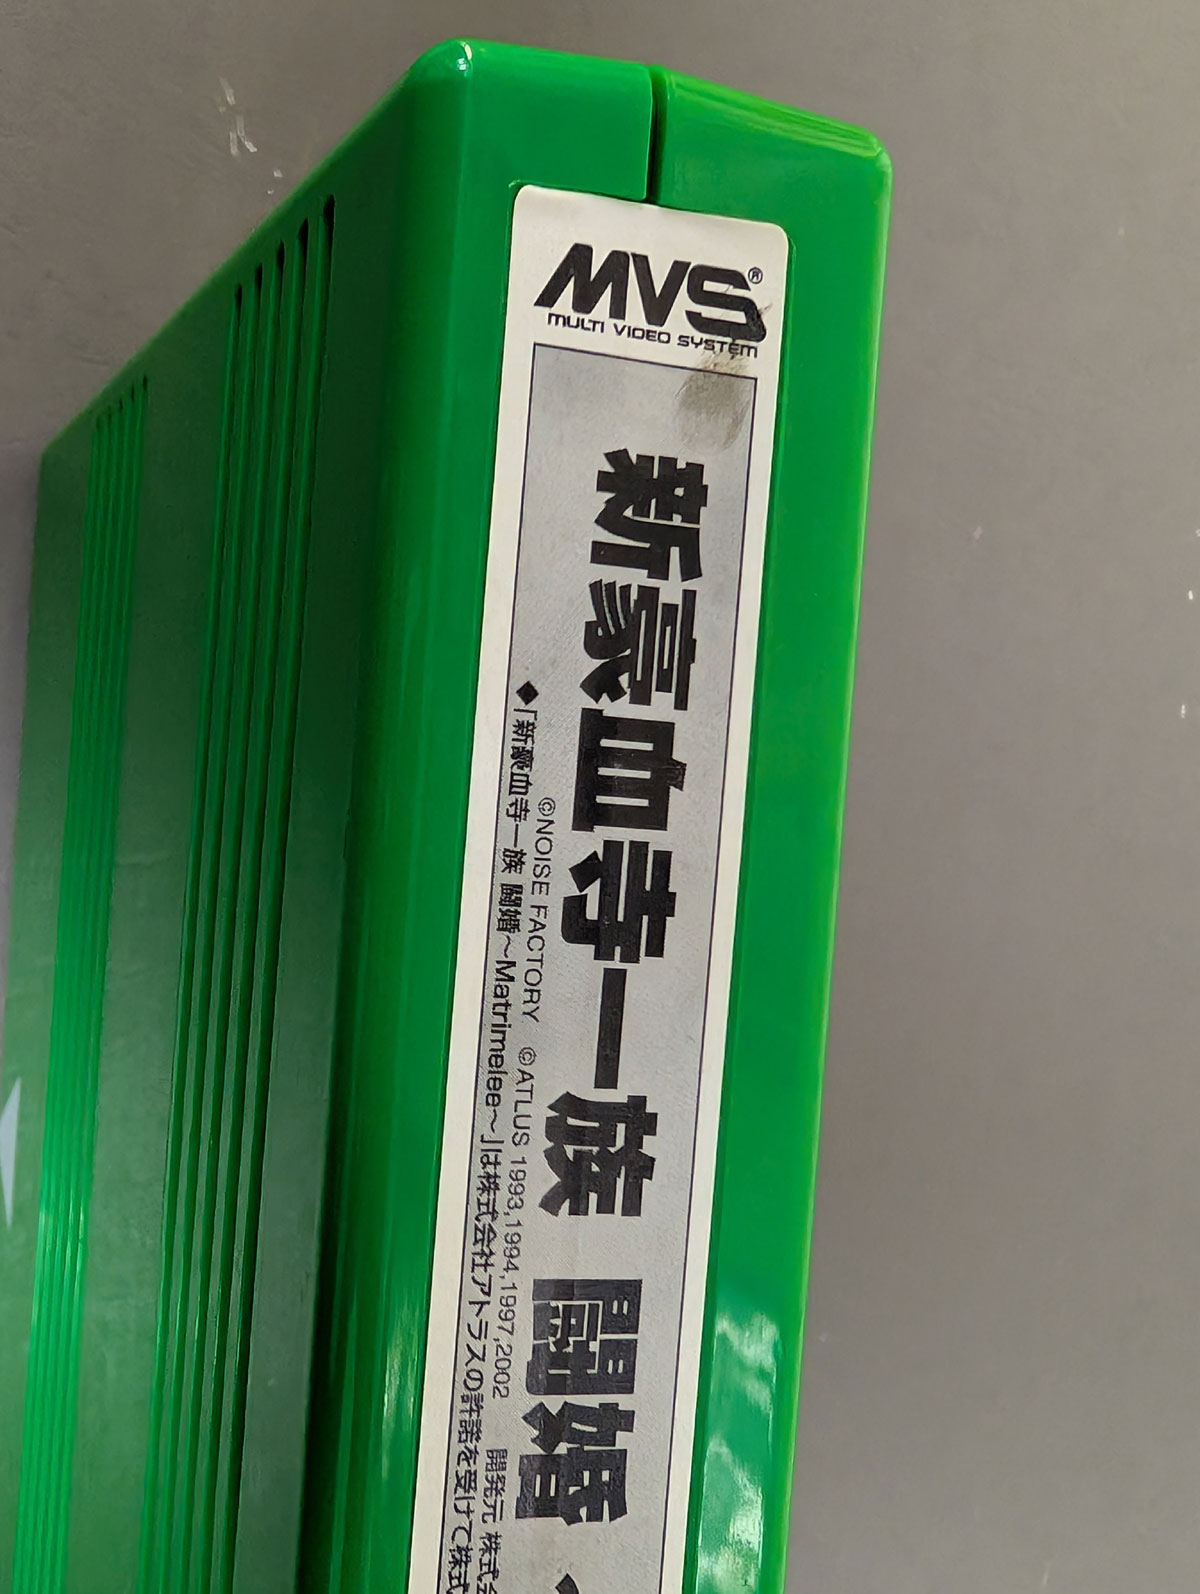 MVS®
MULTI VIDEO SYSTEM
新豪血寺一族 闘婚
©NOISE FACTORY ©ATLUS 1993,1994,1997,2002 開発元 株式会
◆「新豪血寺一族 闘婚～Matrimelee～」は株式会社アトラスの許諾を受けて株式